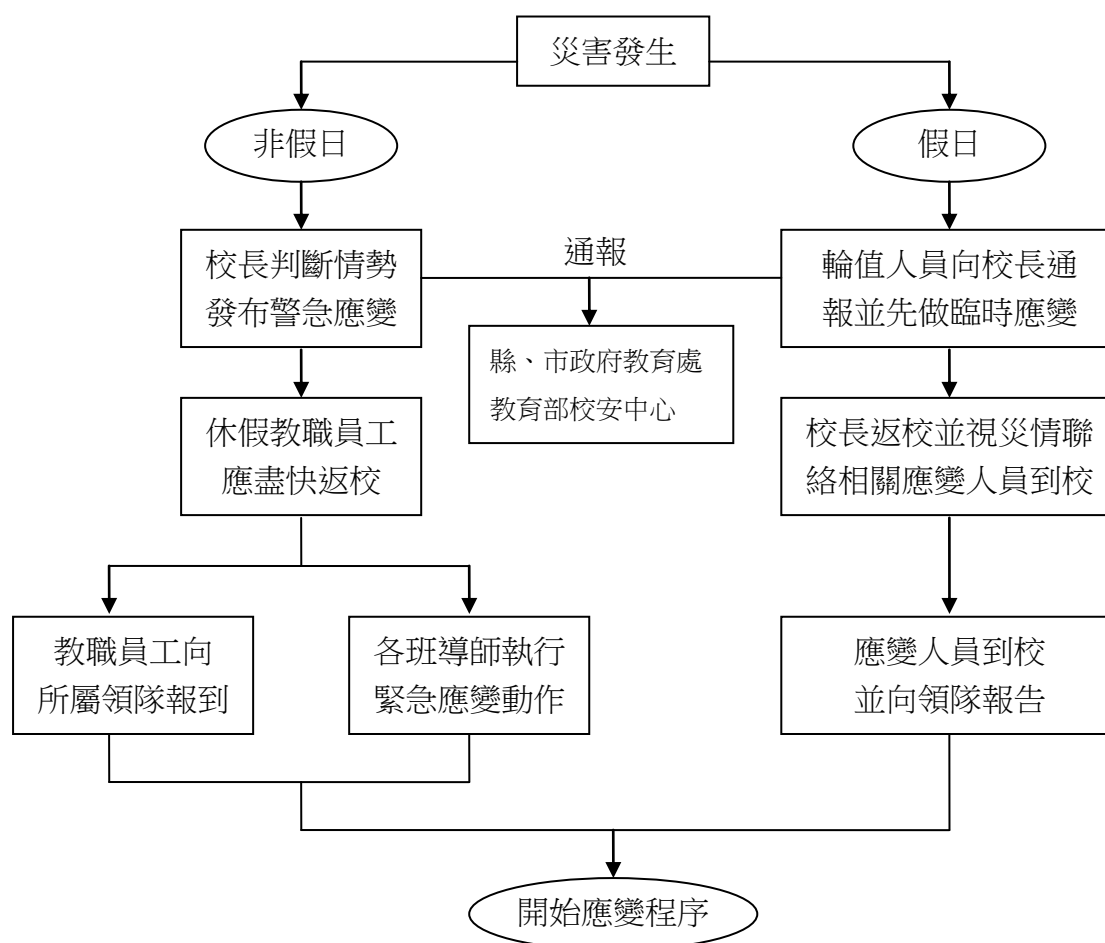 災害發生
非假日
假日
校長判斷情勢
發布警急應變
通報
輪值人員向校長通
報並先做臨時應變
縣、市政府教育處
教育部校安中心
休假教職員工
應盡快返校
校長返校並視災情聯
絡相關應變人員到校
教職員工向
所屬領隊報到
各班導師執行
緊急應變動作
應變人員到校
並向領隊報告
開始應變程序